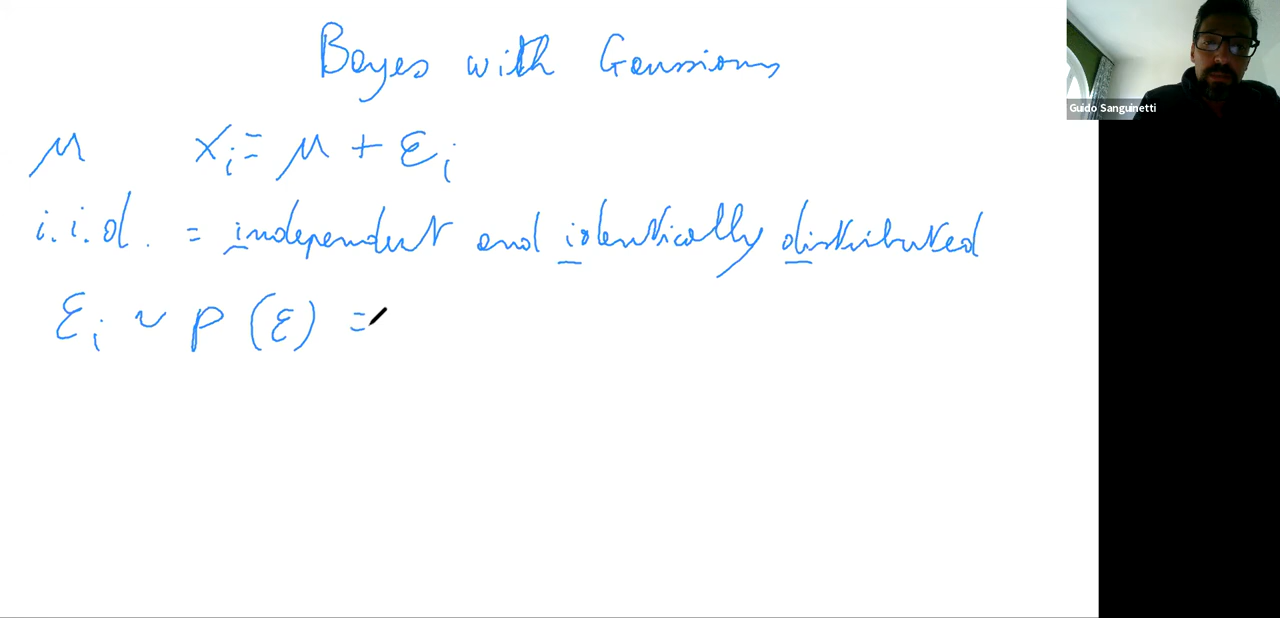 Bayes with Gaussians
Guido Sanguinetti
μ xᵢ = μ + εᵢ
i.i.d. = independent and identically distributed
εᵢ ~ p (ε) =